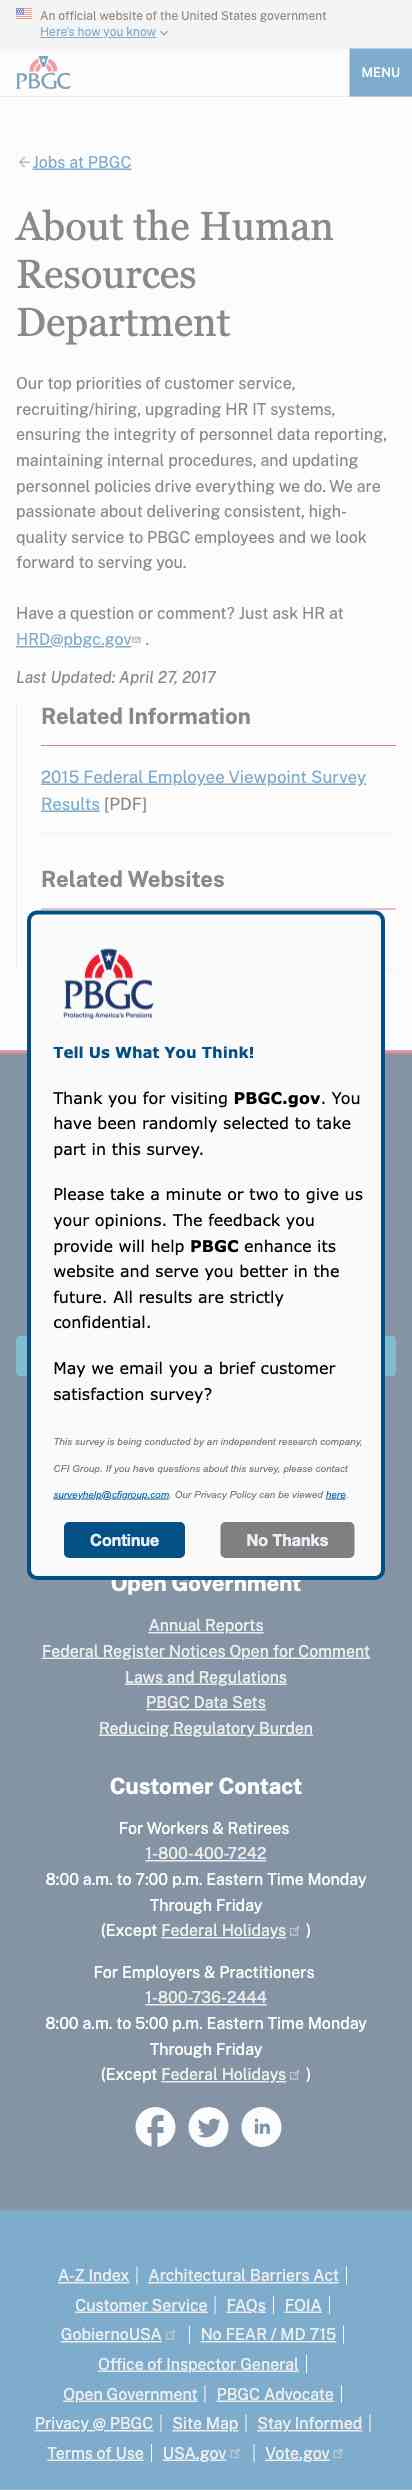 An official website of the United States government
Here's how you know
PBGC
MENU
Jobs at PBGC
About the Human
Resources
Department
Our top priorities of customer service,
recruiting/hiring, upgrading HR IT systems,
ensuring the integrity of personnel data reporting,
maintaining internal procedures, and updating
personnel policies drive everything we do. We are
passionate about delivering consistent, high-
quality service to PBGC employees and we look
forward to serving you.
Have a question or comment? Just ask HR at
HRD@pbgc.gov .
Last Updated: April 27, 2017
Related Information
2015 Federal Employee Viewpoint Survey
Results [PDF]
Related Websites
PBGC
Protecting America's Pensions
Tell Us What You Think!
Thank you for visiting PBGC.gov. You
have been randomly selected to take
part in this survey.
Please take a minute or two to give us
your opinions. The feedback you
provide will help PBGC enhance its
website and serve you better in the
future. All results are strictly
confidential.
May we email you a brief customer
satisfaction survey?
This survey is being conducted by an independent research company,
CFI Group. If you have questions about this survey, please contact
surveyhelp@cfigroup.com. Our Privacy Policy can be viewed here.
Continue No Thanks
Open Government
Annual Reports
Federal Register Notices Open for Comment
Laws and Regulations
PBGC Data Sets
Reducing Regulatory Burden
Customer Contact
For Workers & Retirees
1-800-400-7242
8:00 a.m. to 7:00 p.m. Eastern Time Monday
Through Friday
(Except Federal Holidays )
For Employers & Practitioners
1-800-736-2444
8:00 a.m. to 5:00 p.m. Eastern Time Monday
Through Friday
(Except Federal Holidays )
in
A-Z Index | Architectural Barriers Act |
Customer Service | FAQs | FOIA |
GobiernoUSA | No FEAR / MD 715 |
Office of Inspector General |
Open Government | PBGC Advocate |
Privacy @ PBGC | Site Map | Stay Informed |
Terms of Use | USA.gov | Vote.gov